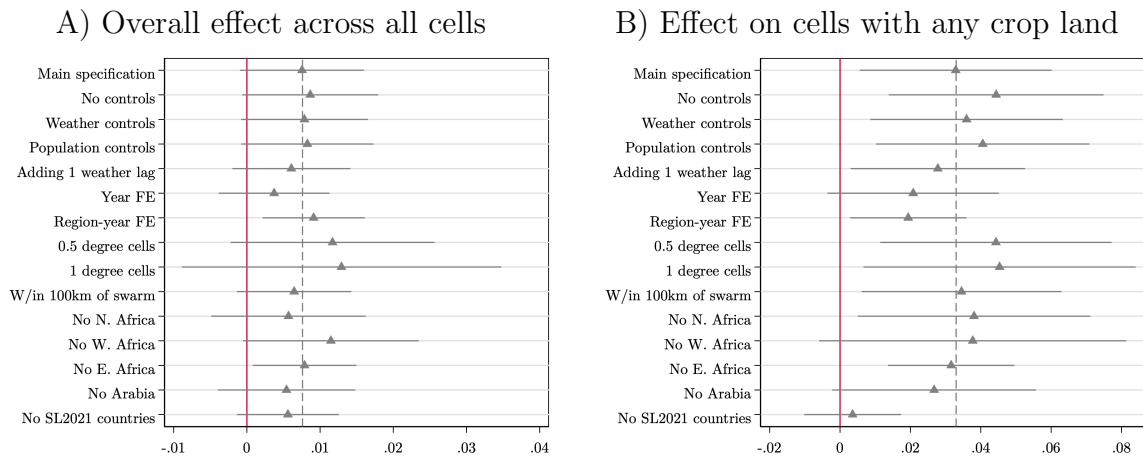 A) Overall effect across all cells
Main specification
No controls
Weather controls
Population controls
Adding 1 weather lag
Year FE
Region-year FE
0.5 degree cells
1 degree cells
W/in 100km of swarm
No N. Africa
No W. Africa
No E. Africa
No Arabia
No SL2021 countries
-.01 0 .01 .02 .03 .04
B) Effect on cells with any crop land
Main specification
No controls
Weather controls
Population controls
Adding 1 weather lag
Year FE
Region-year FE
0.5 degree cells
1 degree cells
W/in 100km of swarm
No N. Africa
No W. Africa
No E. Africa
No Arabia
No SL2021 countries
-.02 0 .02 .04 .06 .08